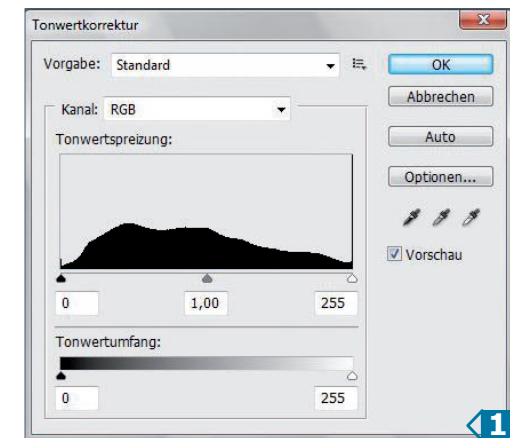 Tonwertkorrektur
Vorgabe: Standard
OK
Abbrechen
Kanal: RGB
Auto
Tonwertspreizung:
Optionen...
Vorschau
0 1,00 255
Tonwertumfang:
0 255
1